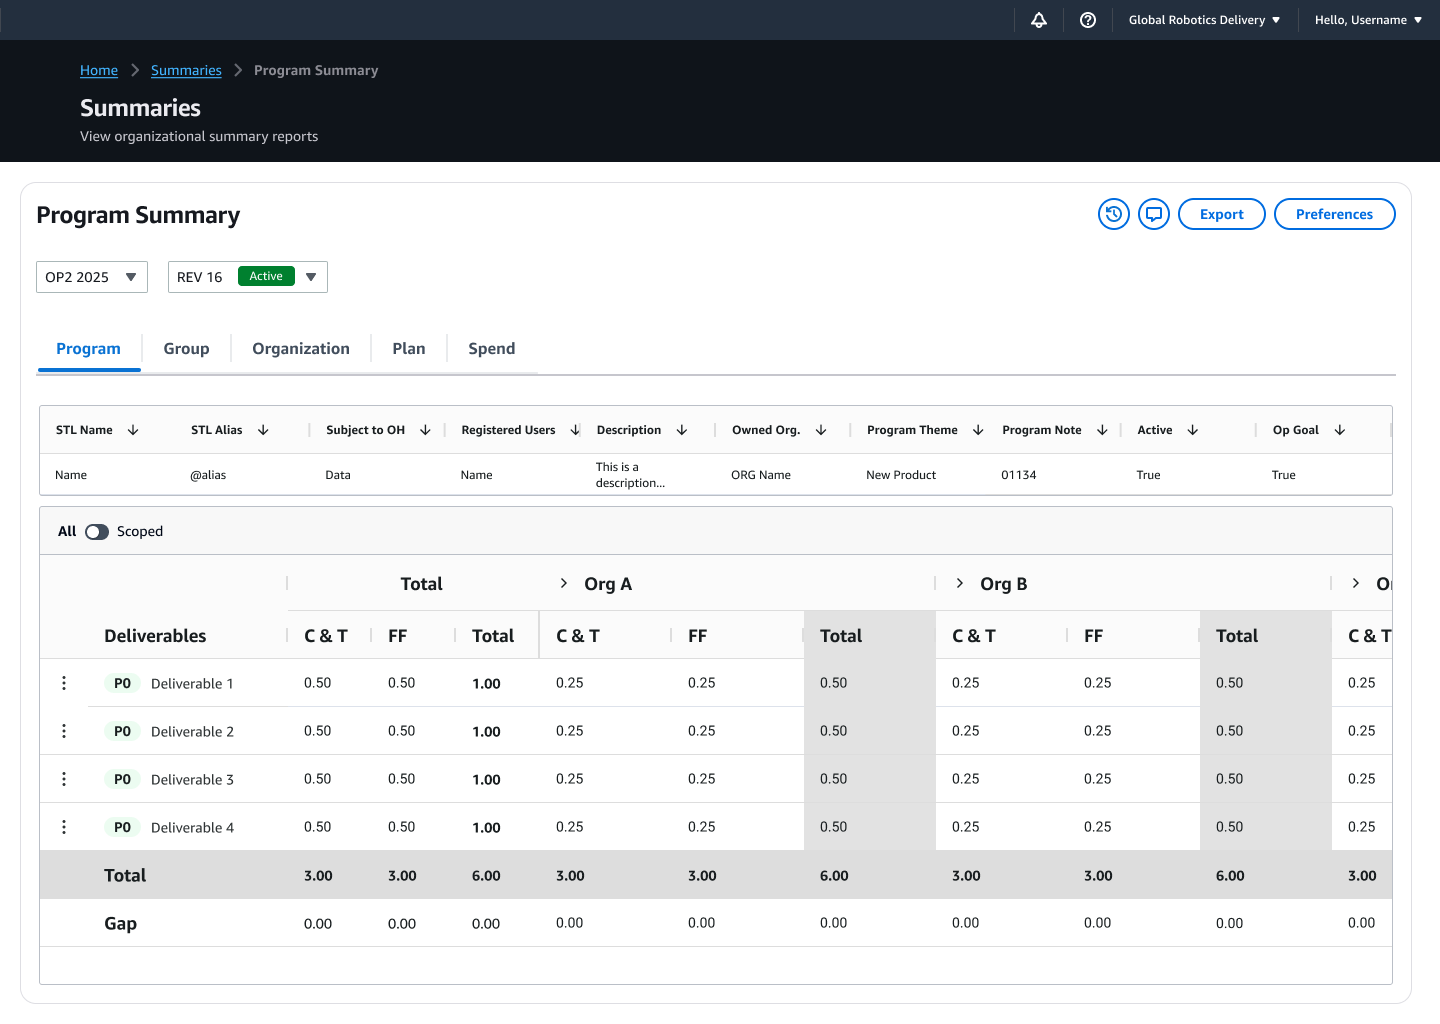 Global Robotics Delivery
Hello, Username
Home
Summaries
Program Summary
Summaries
View organizational summary reports
Program Summary
Export
Preferences
OP2 2025
REV 16 Active
Program Group Organization Plan Spend
STL Name STL Alias Subject to OH Registered Users Description Owned Org. Program Theme Program Note Active Op Goal
Name @alias Data Name This is a description... ORG Name New Product 01134 True True
All Scoped
Total Org A Org B
Deliverables C & T FF Total C & T FF Total C & T FF Total C & T
P0 Deliverable 1 0.50 0.50 1.00 0.25 0.25 0.50 0.25 0.25 0.50 0.25
P0 Deliverable 2 0.50 0.50 1.00 0.25 0.25 0.50 0.25 0.25 0.50 0.25
P0 Deliverable 3 0.50 0.50 1.00 0.25 0.25 0.50 0.25 0.25 0.50 0.25
P0 Deliverable 4 0.50 0.50 1.00 0.25 0.25 0.50 0.25 0.25 0.50 0.25
Total 3.00 3.00 6.00 3.00 3.00 6.00 3.00 3.00 6.00 3.00
Gap 0.00 0.00 0.00 0.00 0.00 0.00 0.00 0.00 0.00 0.00